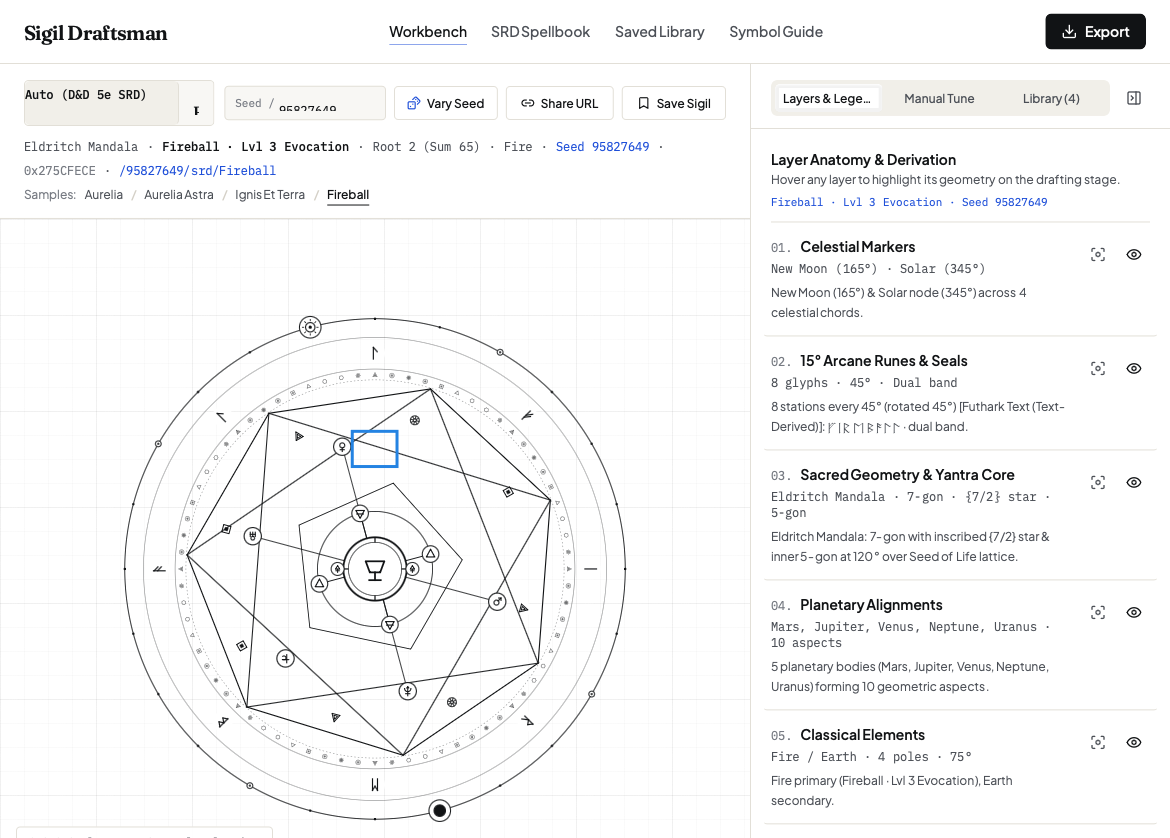 Sigil Draftsman
Workbench
SRD Spellbook
Saved Library
Symbol Guide
Export
Auto (D&D 5e SRD)
Seed / 95827649
Vary Seed
Share URL
Save Sigil
Eldritch Mandala · Fireball · Lvl 3 Evocation · Root 2 (Sum 65) · Fire · Seed 95827649 ·
0x275CFECE · /95827649/srd/Fireball
Samples: Aurelia / Aurelia Astra / Ignis Et Terra / Fireball
Layers & Lege…
Manual Tune
Library (4)
Layer Anatomy & Derivation
Hover any layer to highlight its geometry on the drafting stage.
Fireball · Lvl 3 Evocation · Seed 95827649
01. Celestial Markers
New Moon (165°) · Solar (345°)
New Moon (165°) & Solar node (345°) across 4
celestial chords.
02. 15° Arcane Runes & Seals
8 glyphs · 45° · Dual band
8 stations every 45° (rotated 45°) [Futhark Text (Text-
Derived)]: ᚠᛁᚱᛖᛒᚨᛚᛚ · dual band.
03. Sacred Geometry & Yantra Core
Eldritch Mandala · 7-gon · {7/2} star ·
5-gon
Eldritch Mandala: 7-gon with inscribed {7/2} star &
inner 5-gon at 120° over Seed of Life lattice.
04. Planetary Alignments
Mars, Jupiter, Venus, Neptune, Uranus ·
10 aspects
5 planetary bodies (Mars, Jupiter, Venus, Neptune,
Uranus) forming 10 geometric aspects.
05. Classical Elements
Fire / Earth · 4 poles · 75°
Fire primary (Fireball · Lvl 3 Evocation), Earth
secondary.